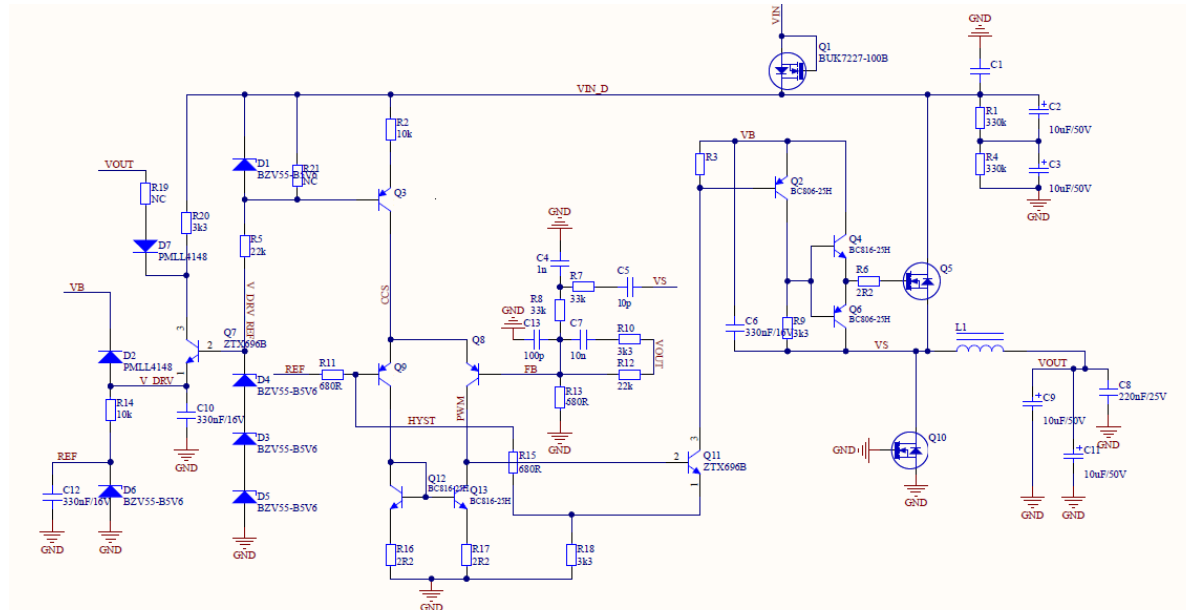 VIN
GND
Q1
BUK7227-100B
C1
VIN_D
R1
330k
C2
10uF/50V
R4
330k
C3
10uF/50V
GND
R2
10k
D1
BZV55-B5V6
R21
NC
Q3
VOUT
R19
NC
R20
3k3
D7
PMLL4148
R5
22k
V_DRV_REF
CCS
VB
R3
Q2
BC806-25H
Q4
BC816-25H
R6
2R2
Q5
Q6
BC806-25H
R9
3k3
C6
330nF/16V
VS
L1
VOUT
C8
220nF/25V
GND
C9
10uF/50V
C11
10uF/50V
GND
GND
GND
Q10
GND
GND
C4
1n
R7
33k
C5
10p
VS
R8
33k
GND
C13
100p
C7
10n
R10
3k3
VOUT
R12
22k
FB
R13
680R
GND
VB
D2
PMLL4148
V_DRV
3
Q7
ZTX696B
2
1
R14
10k
C10
330nF/16V
GND
REF
C12
330nF/16V
GND
D6
BZV55-B5V6
GND
D4
BZV55-B5V6
D3
BZV55-B5V6
D5
BZV55-B5V6
GND
REF
R11
680R
Q9
Q8
HYST
PWM
R15
680R
3
2
Q11
ZTX696B
1
Q12
BC816-25H
Q13
BC816-25H
R16
2R2
R17
2R2
R18
3k3
GND